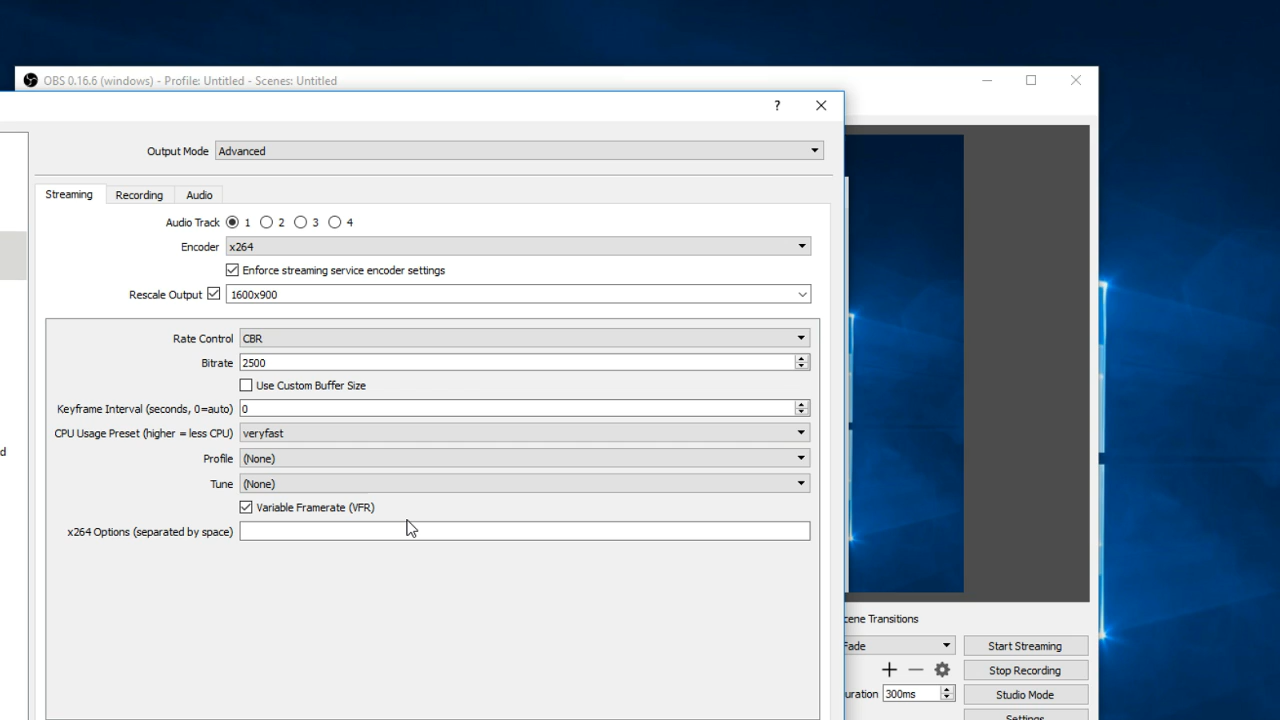 OBS 0.16.6 (windows) - Profile: Untitled - Scenes: Untitled
?
Output Mode Advanced
Streaming Recording Audio
Audio Track 1 2 3 4
Encoder x264
Enforce streaming service encoder settings
Rescale Output 1600x900
Rate Control CBR
Bitrate 2500
Use Custom Buffer Size
Keyframe Interval (seconds, 0=auto) 0
CPU Usage Preset (higher = less CPU) veryfast
d
Profile (None)
Tune (None)
Variable Framerate (VFR)
x264 Options (separated by space)
cene Transitions
Fade Start Streaming
Stop Recording
uration 300ms Studio Mode
Settings